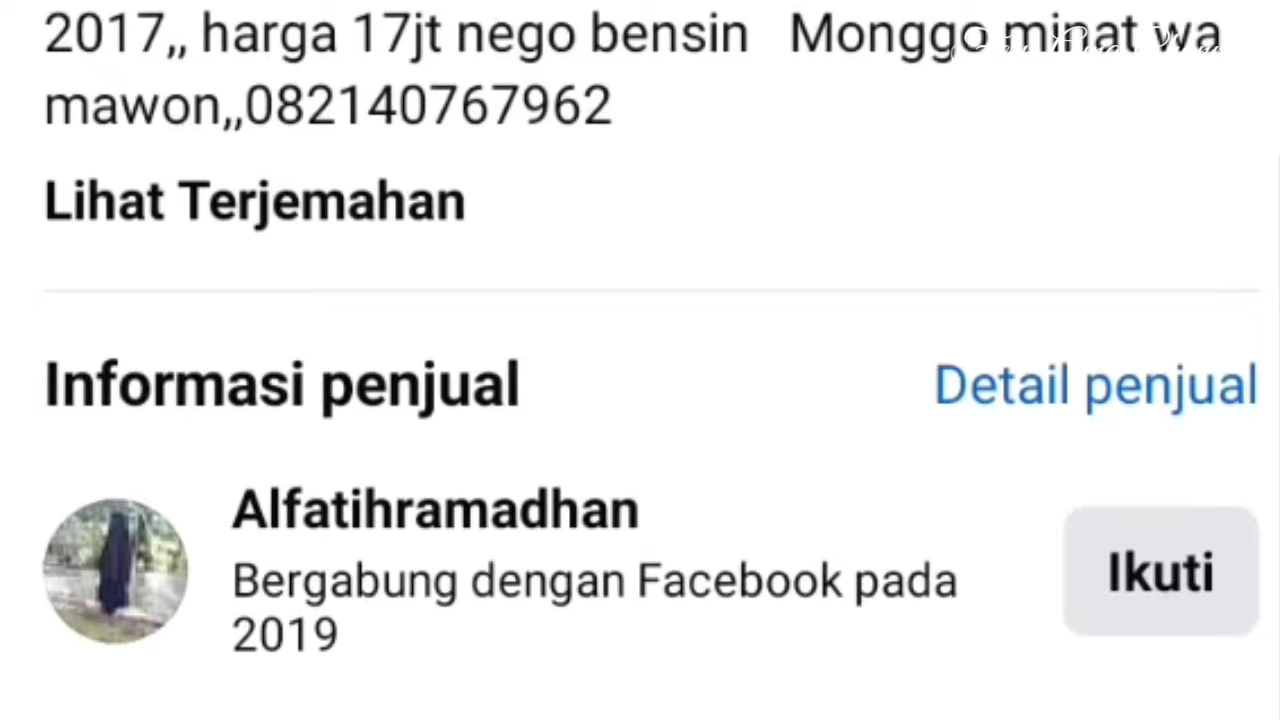 2017,, harga 17jt nego bensin Monggo minat wa
mawon,,082140767962
Lihat Terjemahan
Informasi penjual
Detail penjual
Alfatihramadhan
Bergabung dengan Facebook pada
2019
Ikuti